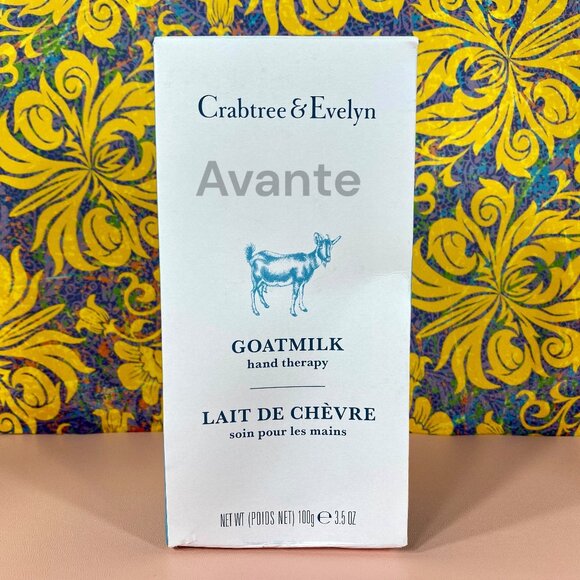 Crabtree & Evelyn
Avante
GOATMILK
hand therapy
LAIT DE CHÈVRE
soin pour les mains
NET WT (POIDS NET) 100g ℮ 3.5 OZ